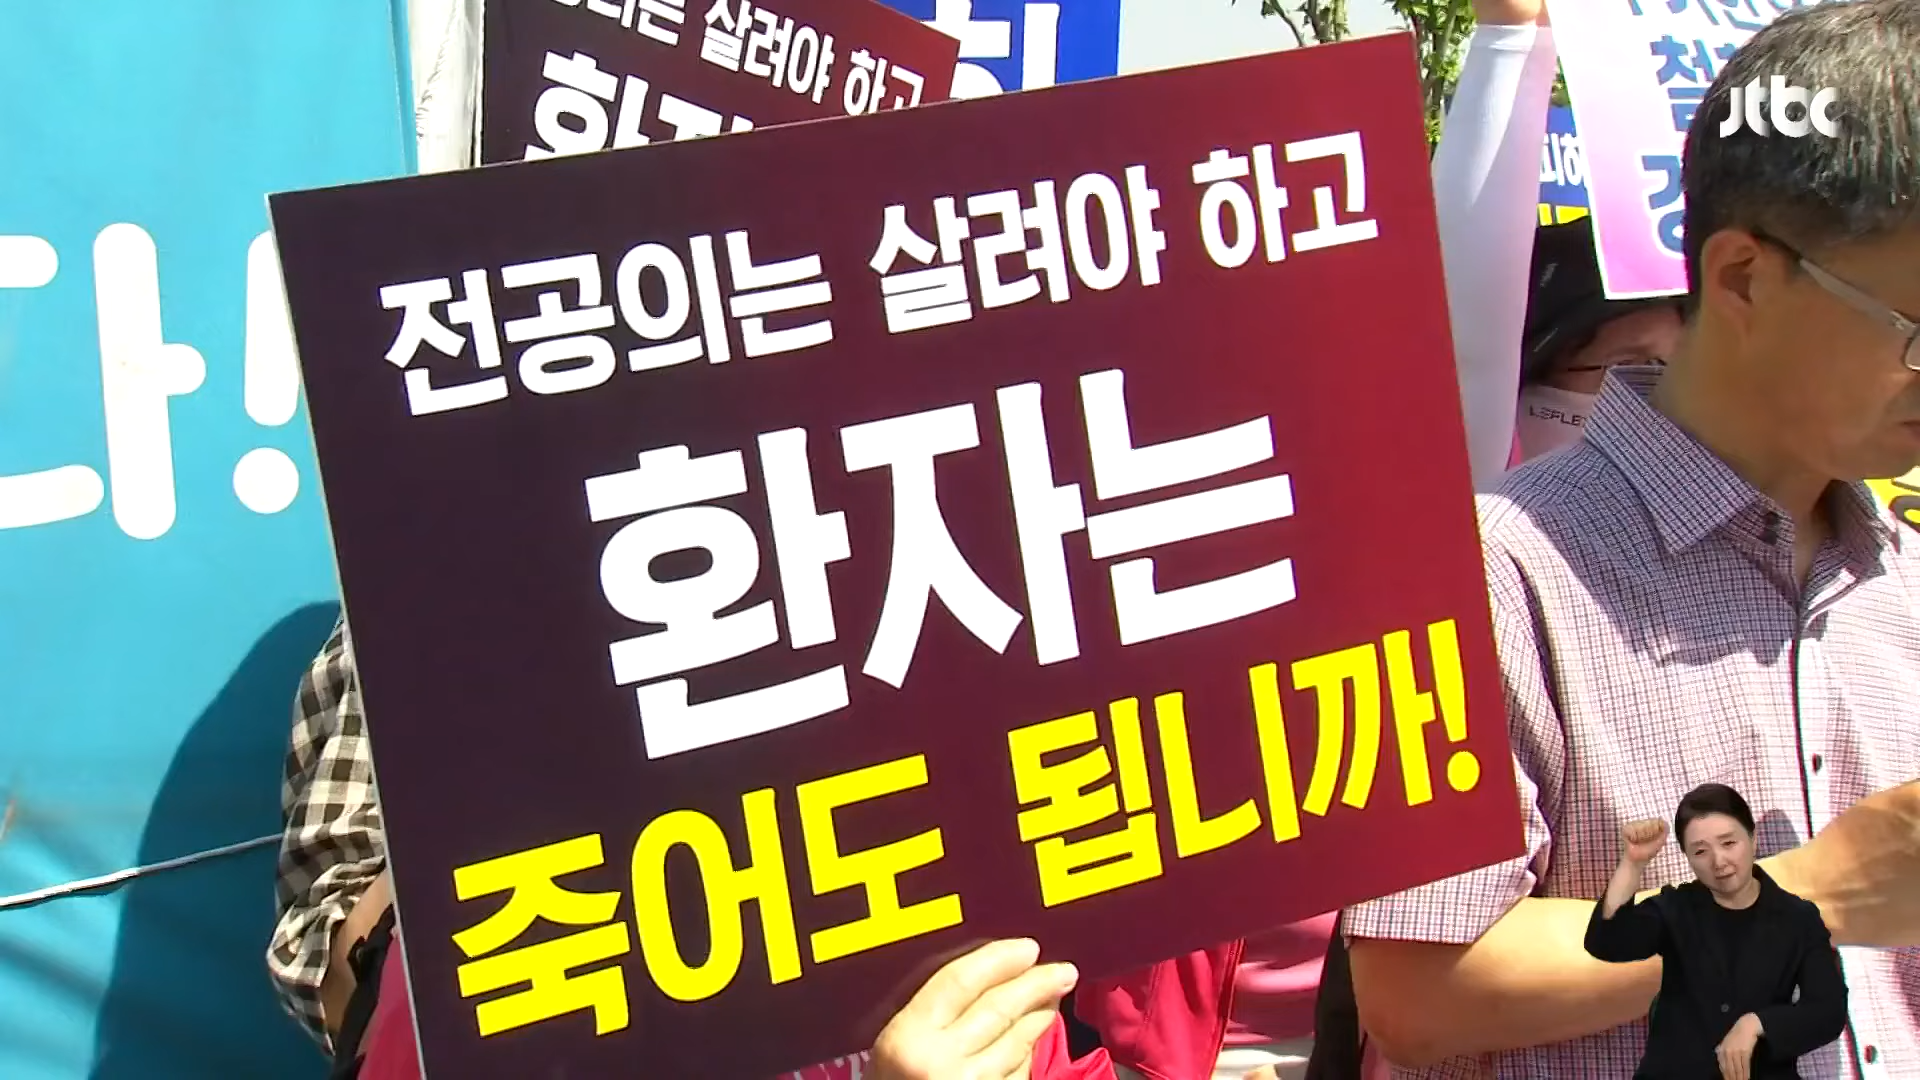 살려야 하고
jtbc
전공의는 살려야 하고
환자는
죽어도 됩니까!
다!
LEFLE